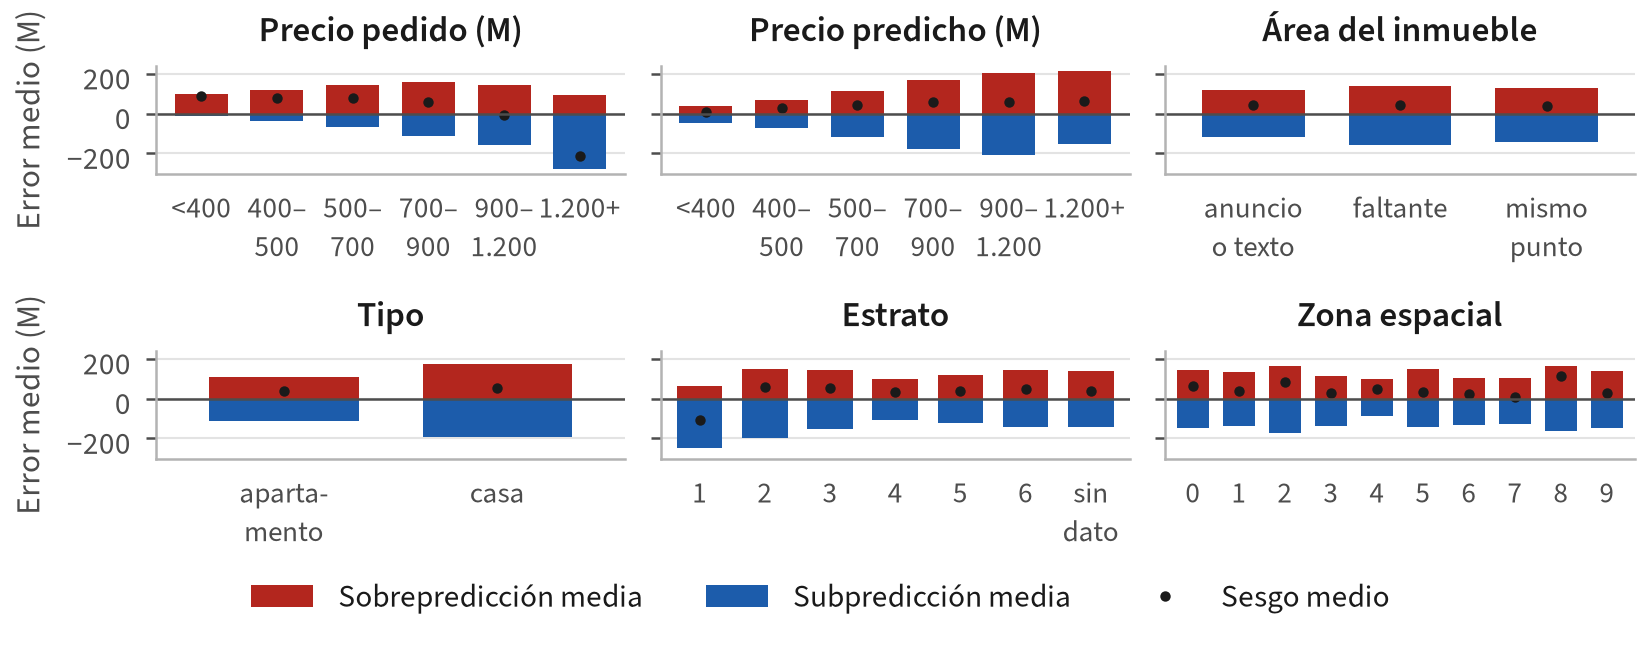 Precio pedido (M)
Precio predicho (M)
Área del inmueble
Error medio (M)
200
0
−200
<400
400–
500
500–
700
700–
900
900–
1.200
1.200+
<400
400–
500
500–
700
700–
900
900–
1.200
1.200+
anuncio
o texto
faltante
mismo
punto
Tipo
Estrato
Zona espacial
Error medio (M)
200
0
−200
aparta-
mento
casa
1
2
3
4
5
6
sin
dato
0
1
2
3
4
5
6
7
8
9
Sobrepredicción media
Subpredicción media
Sesgo medio